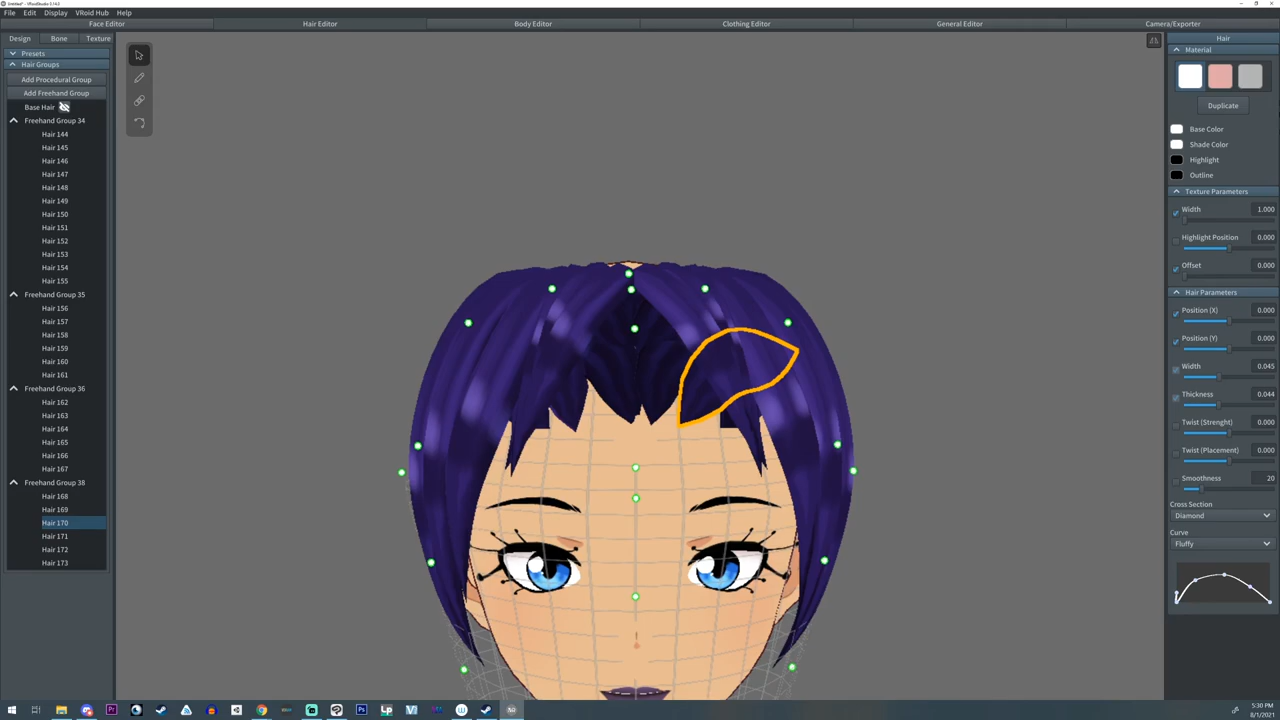 File Edit Display VRoid Hub Help
Face Editor Hair Editor Body Editor Clothing Editor General Editor Camera/Exporter
Design Bone Texture
Presets
Hair Groups
Add Procedural Group
Add Freehand Group
Base Hair
Freehand Group 34
Hair 144
Hair 145
Hair 146
Hair 147
Hair 148
Hair 149
Hair 150
Hair 151
Hair 152
Hair 153
Hair 154
Hair 155
Freehand Group 35
Hair 156
Hair 157
Hair 158
Hair 159
Hair 160
Hair 161
Freehand Group 36
Hair 162
Hair 163
Hair 164
Hair 165
Hair 166
Hair 167
Freehand Group 38
Hair 168
Hair 169
Hair 170
Hair 171
Hair 172
Hair 173
Hair
Material
Duplicate
Base Color
Shade Color
Highlight
Outline
Texture Parameters
Width 1.000
Highlight Position 0.000
Offset 0.000
Hair Parameters
Position (X) 0.000
Position (Y) 0.000
Width 0.045
Thickness 0.044
Twist (Strenght) 0.000
Twist (Placement) 0.000
Smoothness 20
Cross Section
Diamond
Curve
Fluffy
5:30 PM
8/1/2021